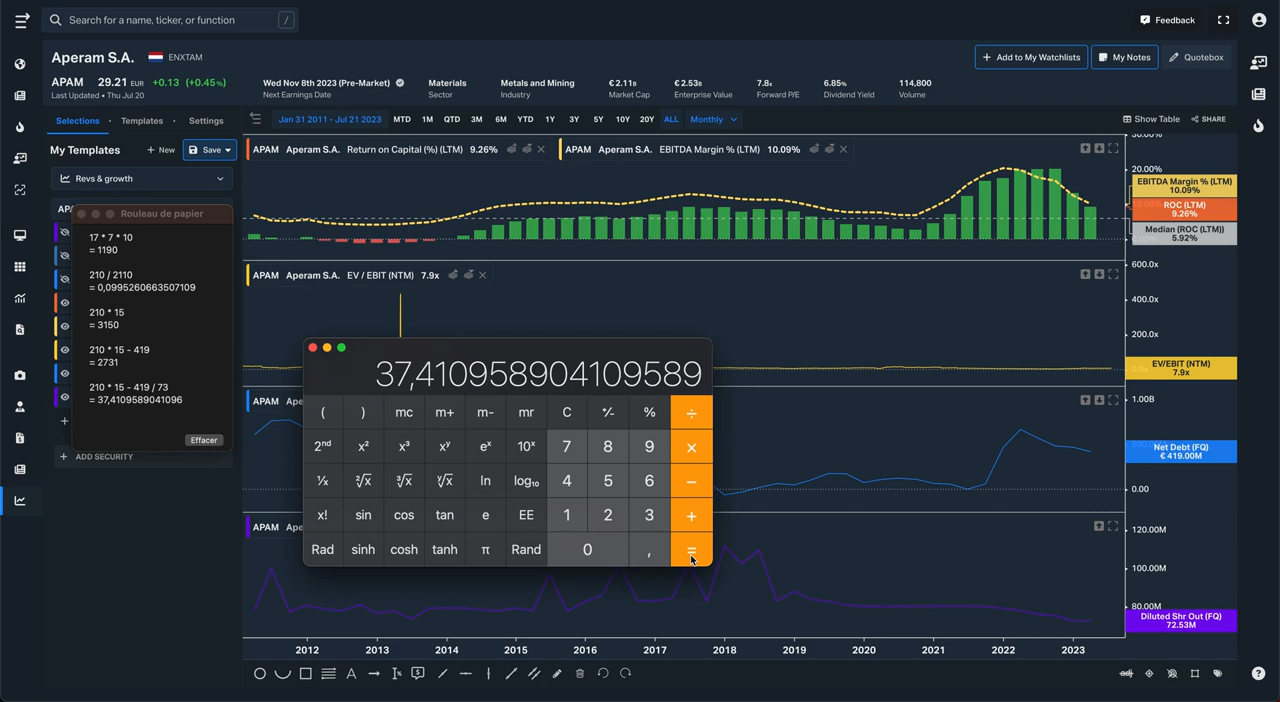 Search for a name, ticker, or function /
Feedback
Aperam S.A. ENXTAM
+ Add to My Watchlists
My Notes
Quotebox
APAM 29.21 EUR +0.13 (+0.45%)
Last Updated • Thu Jul 20
Wed Nov 8th 2023 (Pre-Market)
Next Earnings Date
Materials
Sector
Metals and Mining
Industry
€2.11B
Market Cap
€2.53B
Enterprise Value
7.8x
Forward P/E
6.85%
Dividend Yield
114,800
Volume
Selections • Templates • Settings
Jan 31 2011 - Jul 21 2023 MTD 1M QTD 3M 6M YTD 1Y 3Y 5Y 10Y 20Y ALL Monthly
Show Table
SHARE
My Templates + New Save
Revs & growth
Rouleau de papier
17 * 7 * 10
= 1190
210 / 2110
= 0,0995260663507109
210 * 15
= 3150
210 * 15 - 419
= 2731
210 * 15 - 419 / 73
= 37,4109589041096
Effacer
+ ADD SECURITY
APAM Aperam S.A. Return on Capital (%) (LTM) 9.26%
APAM Aperam S.A. EBITDA Margin % (LTM) 10.09%
30.00%
20.00%
EBITDA Margin % (LTM)
10.09%
ROC (LTM)
9.26%
Median (ROC (LTM))
5.92%
APAM Aperam S.A. EV / EBIT (NTM) 7.9x
600.0x
400.0x
200.0x
EV/EBIT (NTM)
7.9x
37,410958904109589
( ) mc m+ m- mr C +/- % ÷
2nd x² x³ xʸ eˣ 10ˣ 7 8 9 ×
1/x ²√x ³√x ʸ√x ln log₁₀ 4 5 6 −
x! sin cos tan e EE 1 2 3 +
Rad sinh cosh tanh π Rand 0 , =
APAM Ape
1.00B
Net Debt (FQ)
€ 419.00M
0.00
APAM Ape
120.00M
100.00M
80.00M
Diluted Shr Out (FQ)
72.53M
2012 2013 2014 2015 2016 2017 2018 2019 2020 2021 2022 2023
adj